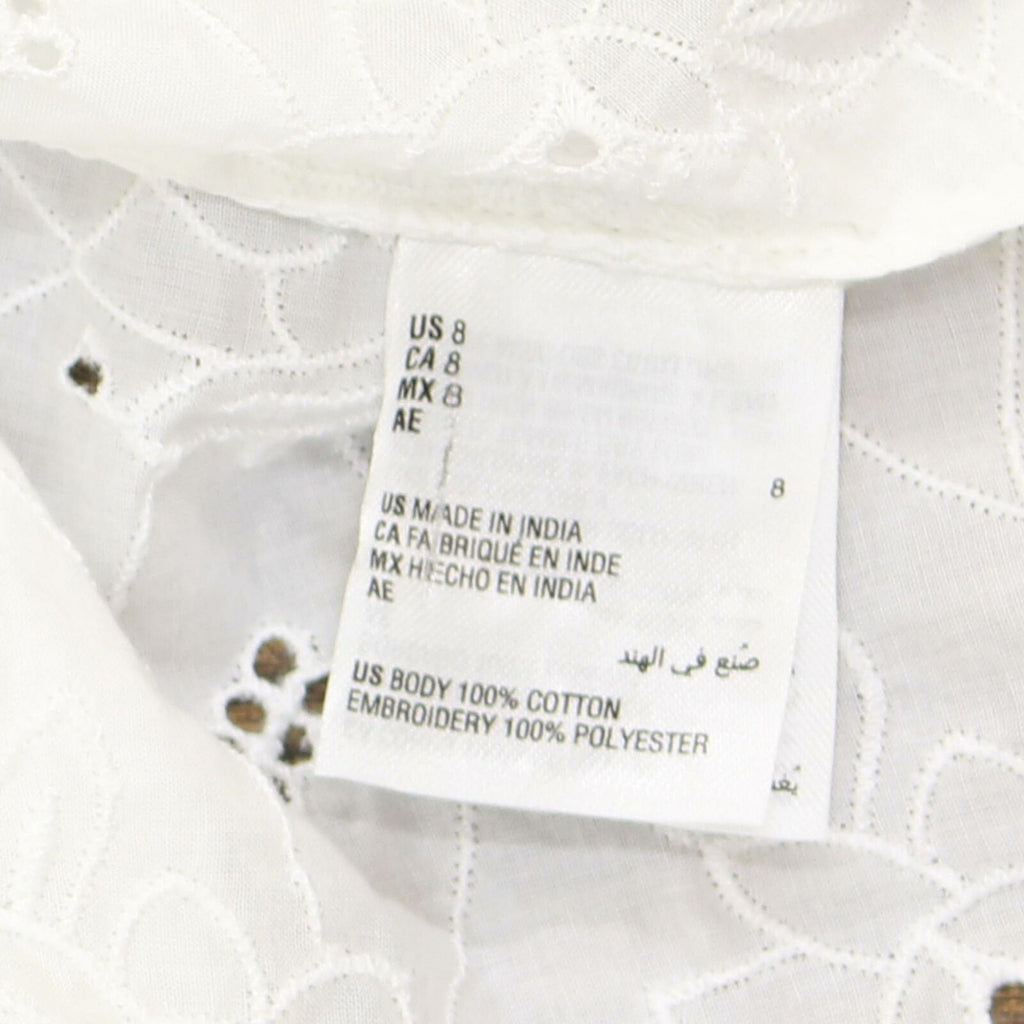 US 8
CA 8
MX 8
AE
8
US MADE IN INDIA
CA FABRIQUÉ EN INDE
MX HECHO EN INDIA
AE
صُنع في الهند
US BODY 100% COTTON
EMBROIDERY 100% POLYESTER